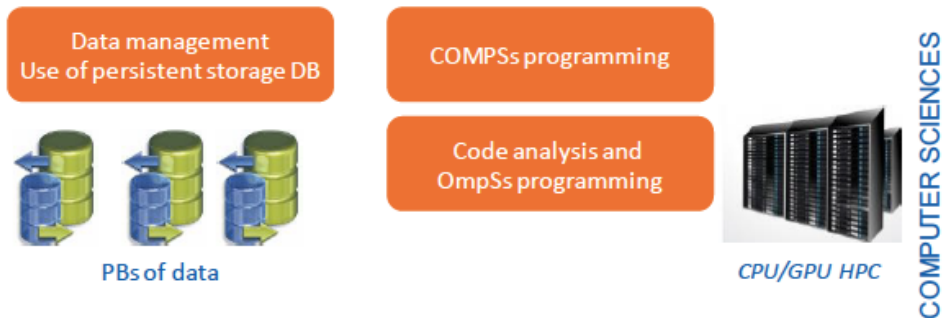 Data management
Use of persistent storage DB
COMPSs programming
Code analysis and
OmpSs programming
PBs of data
CPU/GPU HPC
COMPUTER SCIENCES